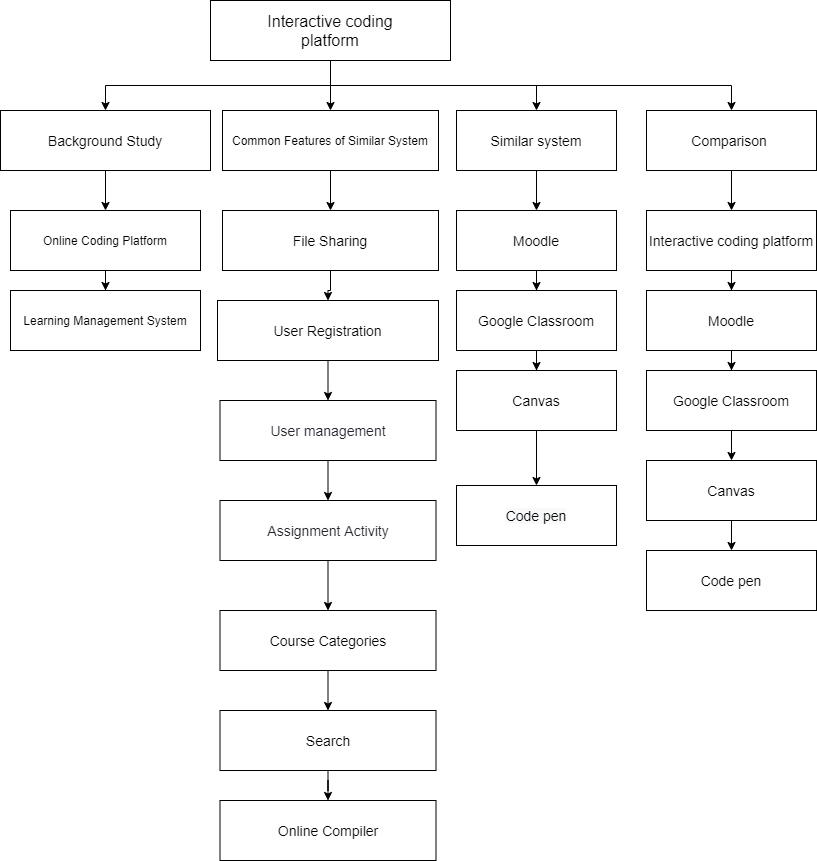 Interactive coding
platform
Background Study
Common Features of Similar System
Similar system
Comparison
Online Coding Platform
File Sharing
Moodle
Interactive coding platform
Learning Management System
User Registration
Google Classroom
Moodle
User management
Canvas
Google Classroom
Assignment Activity
Code pen
Canvas
Course Categories
Code pen
Search
Online Compiler